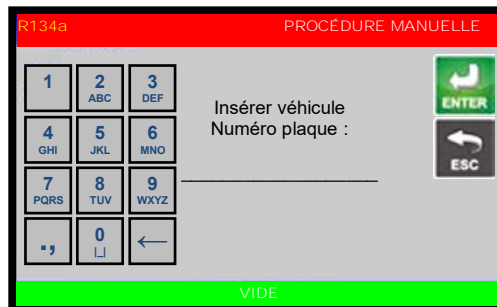 R134a PROCÉDURE MANUELLE
1 2 3
ABC DEF
4 5 6
GHI JKL MNO
7 8 9
PQRS TUV WXYZ
., 0 ←
Insérer véhicule
Numéro plaque :
ENTER
ESC
VIDE